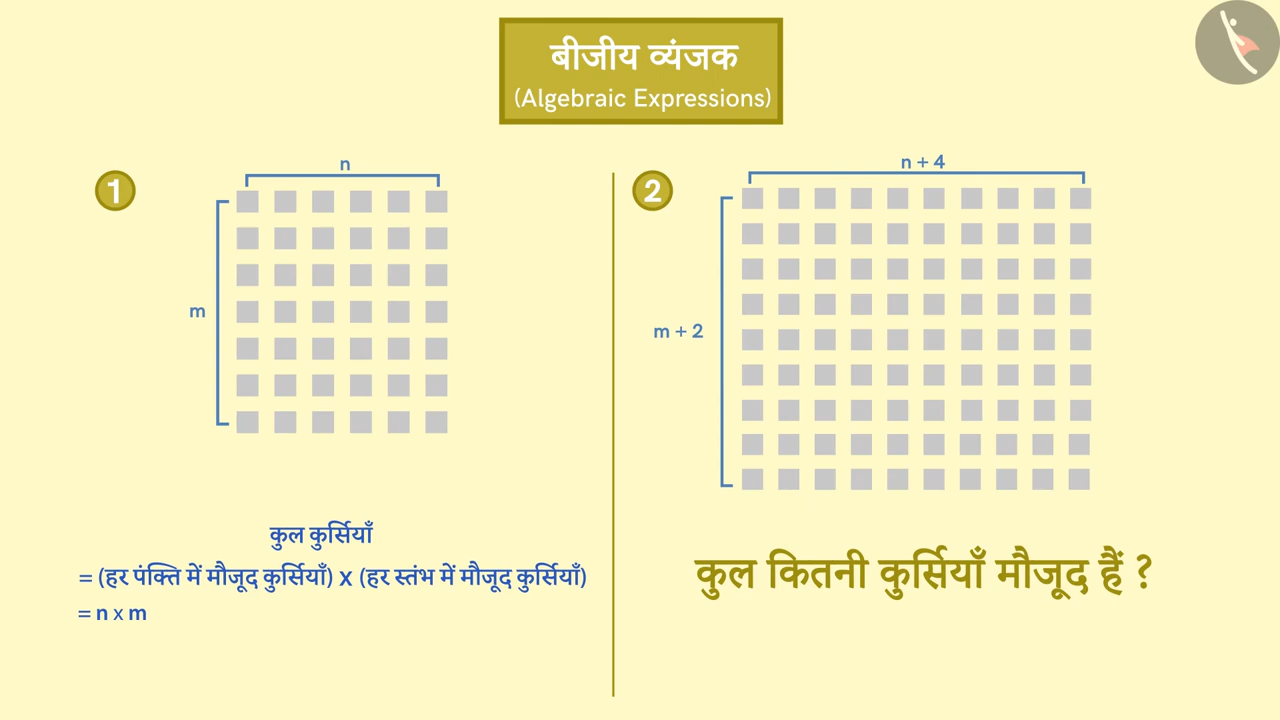 बीजीय व्यंजक
(Algebraic Expressions)
1
n
m
कुल कुर्सियाँ
= (हर पंक्ति में मौजूद कुर्सियाँ) x (हर स्तंभ में मौजूद कुर्सियाँ)
= n x m
2
n + 4
m + 2
कुल कितनी कुर्सियाँ मौजूद हैं ?